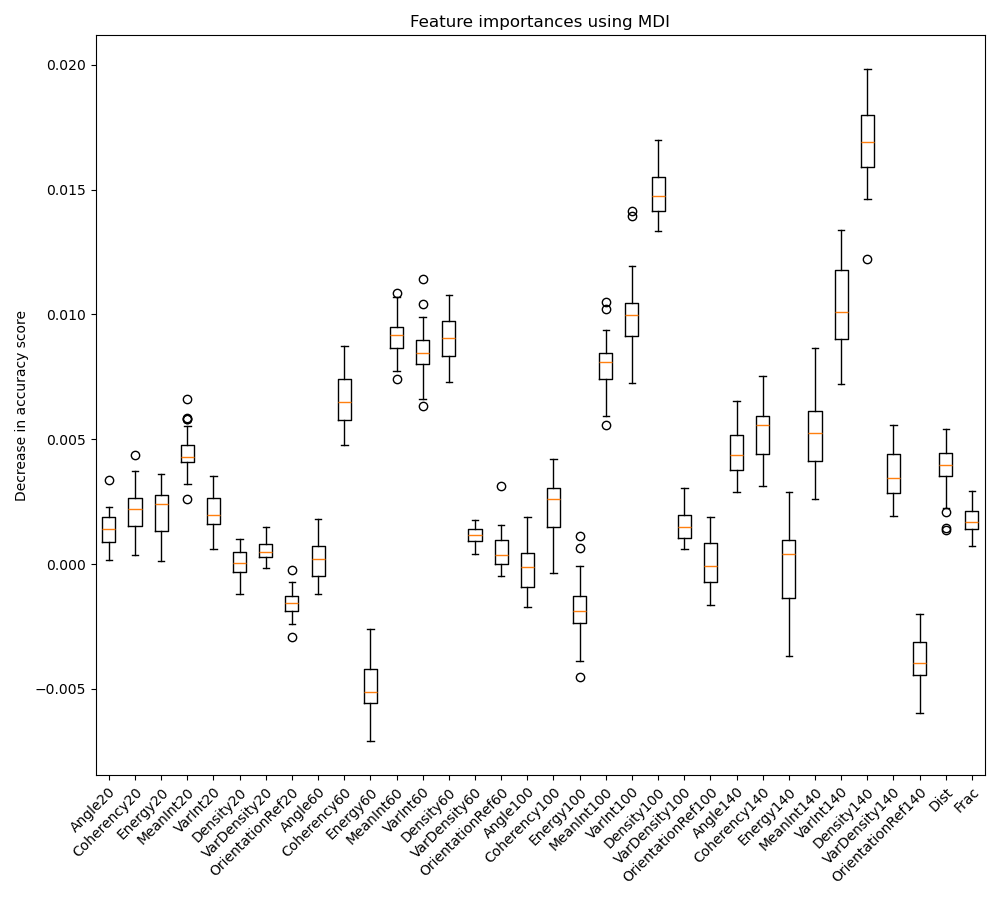 Feature importances using MDI
Decrease in accuracy score
0.020
0.015
0.010
0.005
0.000
−0.005
Angle20
Coherency20
Energy20
MeanInt20
VarInt20
Density20
VarDensity20
OrientationRef20
Angle60
Coherency60
Energy60
MeanInt60
VarInt60
Density60
VarDensity60
OrientationRef60
Angle100
Coherency100
Energy100
MeanInt100
VarInt100
Density100
VarDensity100
OrientationRef100
Angle140
Coherency140
Energy140
MeanInt140
VarInt140
Density140
VarDensity140
OrientationRef140
Dist
Frac